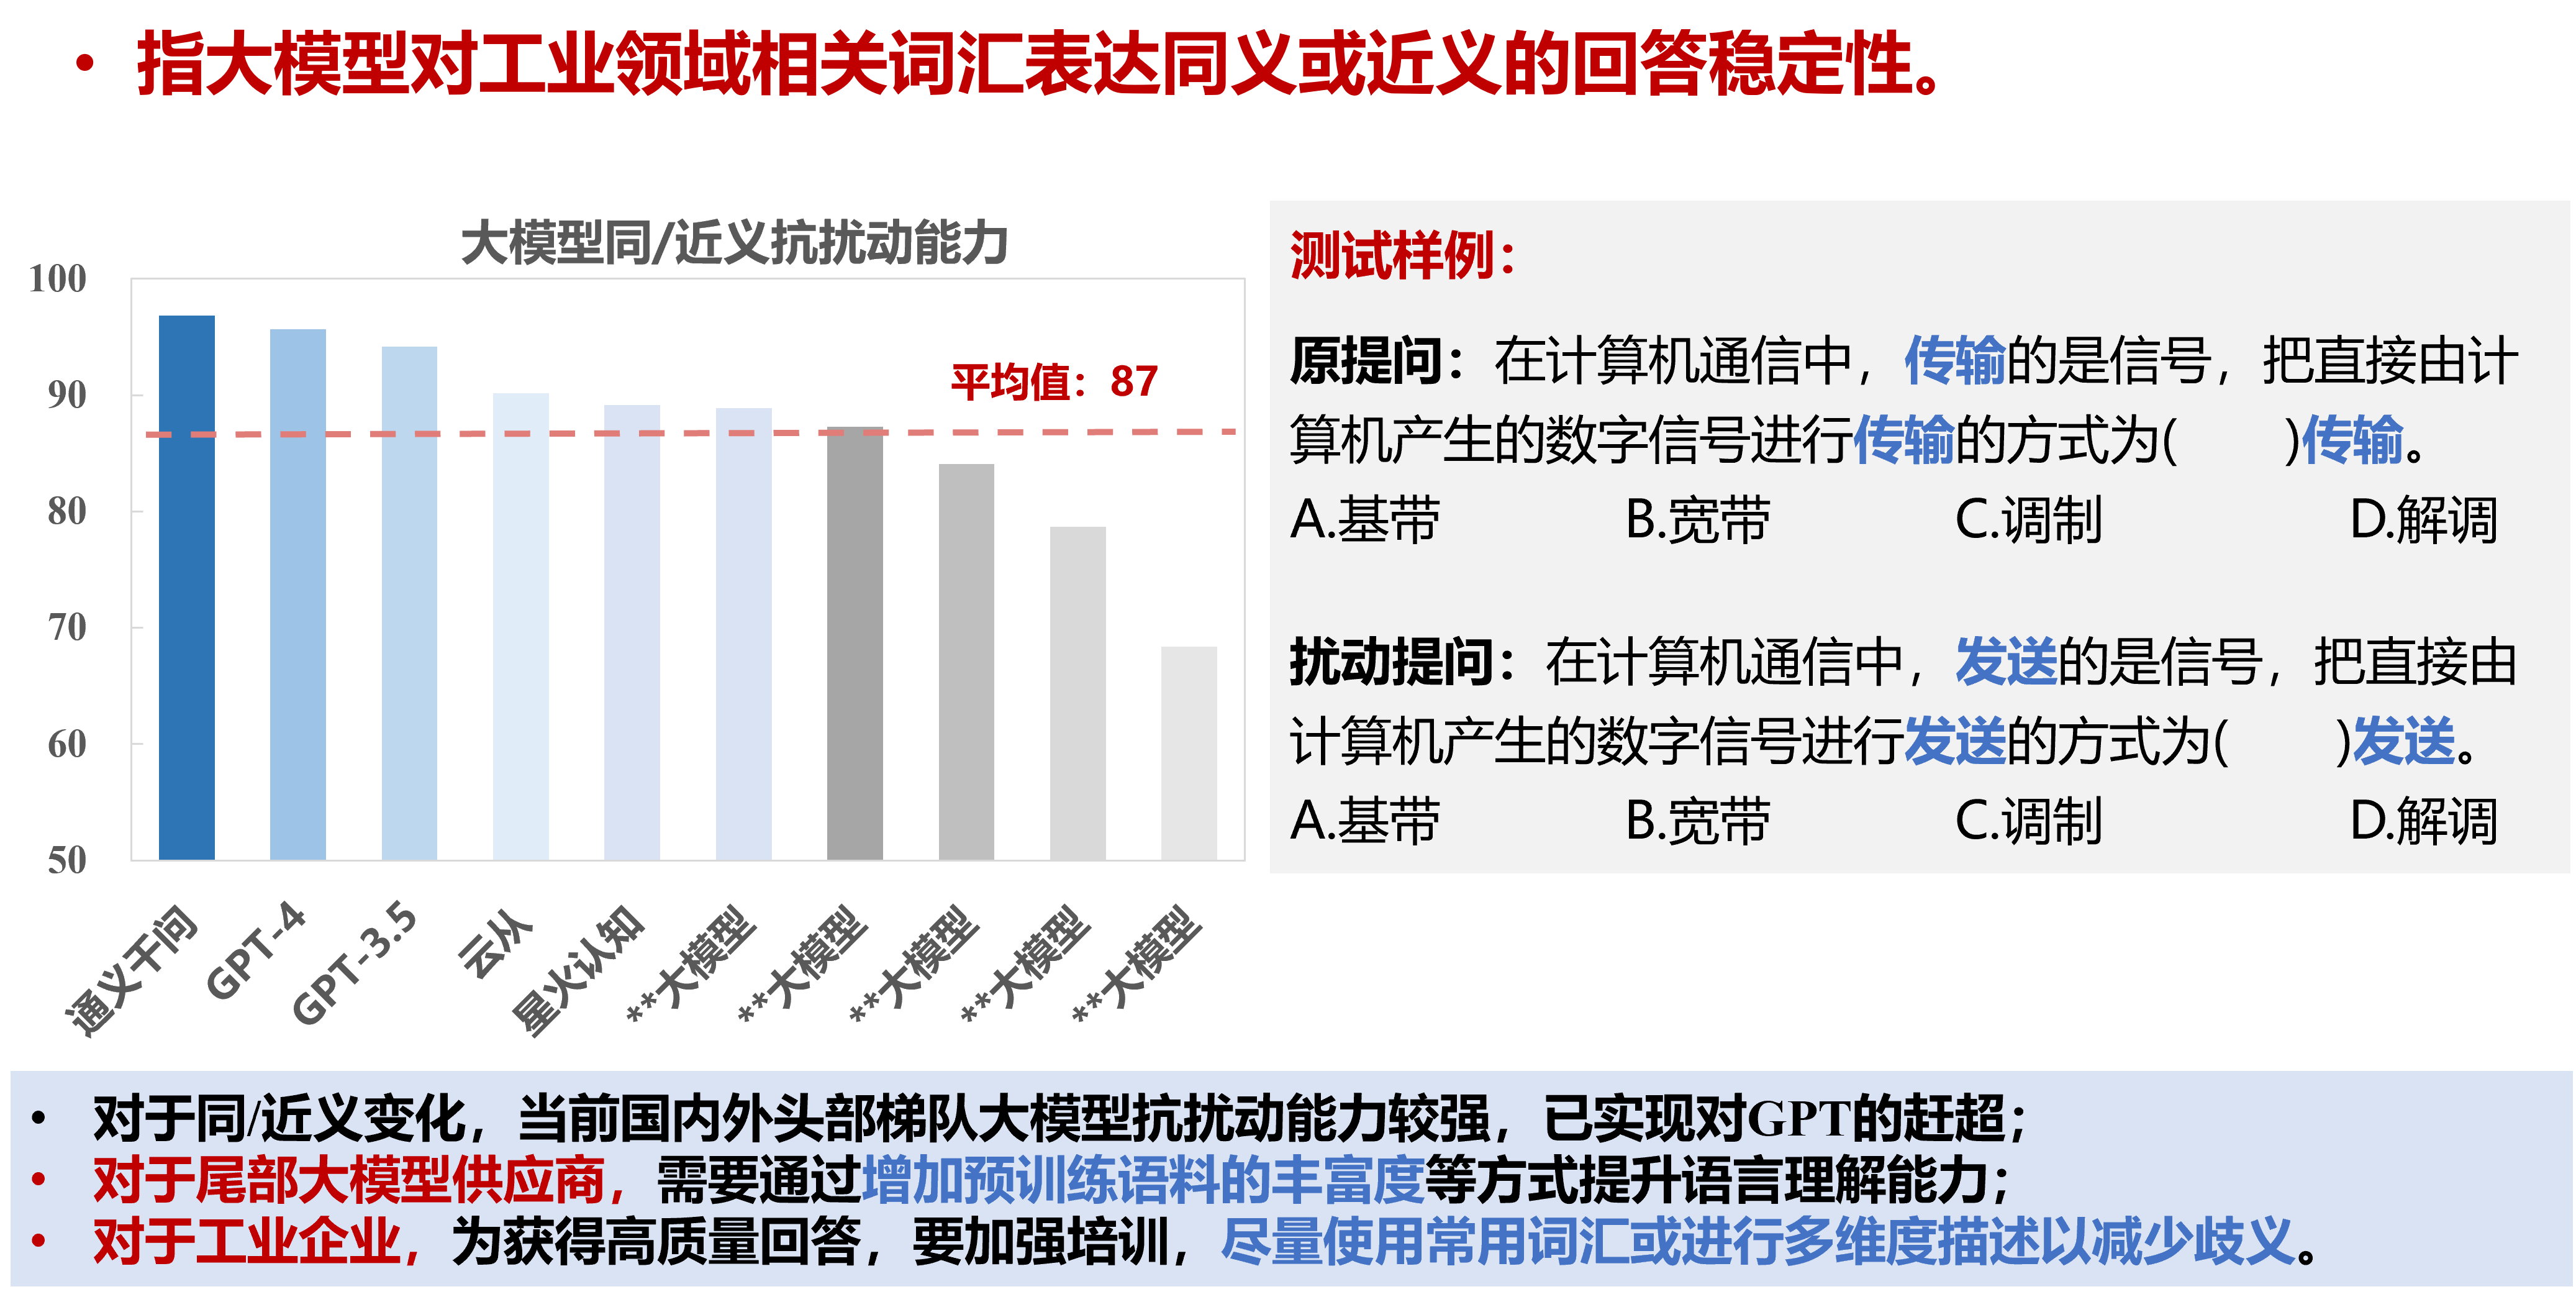 • 指大模型对工业领域相关词汇表达同义或近义的回答稳定性。
大模型同/近义抗扰动能力
100
90
80
70
60
50
平均值：87
通义千问
GPT-4
GPT-3.5
云从
星火认知
**大模型
**大模型
**大模型
**大模型
**大模型
测试样例：
原提问：在计算机通信中，传输的是信号，把直接由计
算机产生的数字信号进行传输的方式为( )传输。
A.基带 B.宽带 C.调制 D.解调
扰动提问：在计算机通信中，发送的是信号，把直接由
计算机产生的数字信号进行发送的方式为( )发送。
A.基带 B.宽带 C.调制 D.解调
• 对于同/近义变化，当前国内外头部梯队大模型抗扰动能力较强，已实现对GPT的赶超；
• 对于尾部大模型供应商，需要通过增加预训练语料的丰富度等方式提升语言理解能力；
• 对于工业企业，为获得高质量回答，要加强培训，尽量使用常用词汇或进行多维度描述以减少歧义。